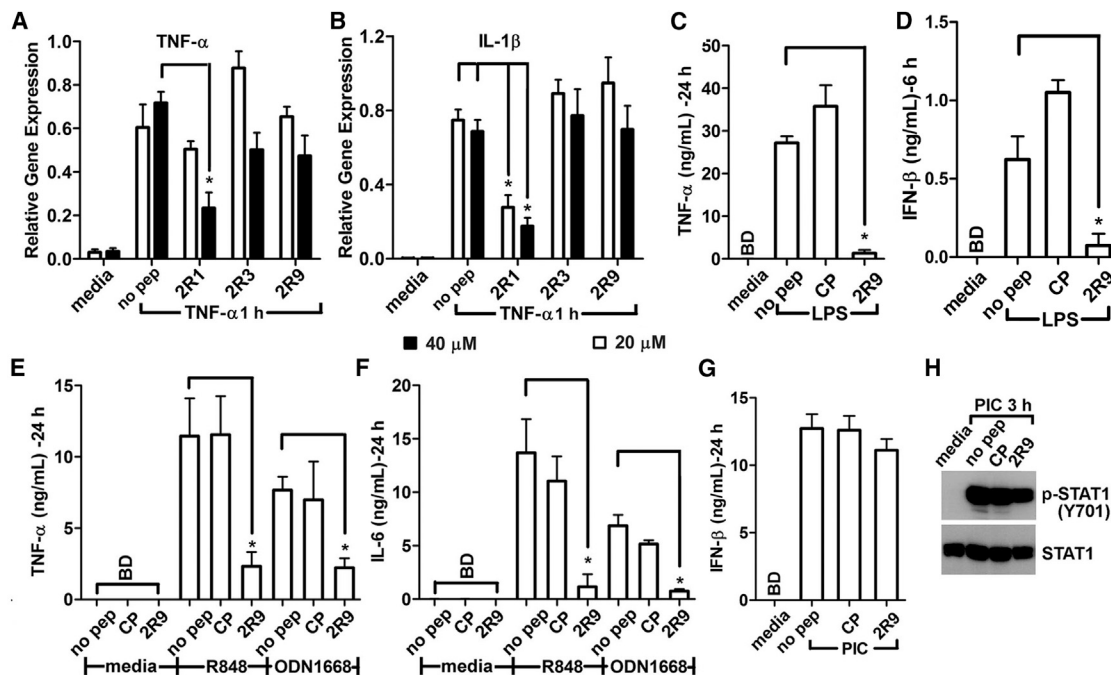 A
TNF-α
Relative Gene Expression
1.0
0.8
0.6
0.4
0.2
0.0
media
no pep
2R1
2R3
2R9
TNF-α1 h
B
IL-1β
Relative Gene Expression
1.2
0.8
0.4
0.0
media
no pep
2R1
2R3
2R9
TNF-α1 h
* * *
40 μM
20 μM
C
TNF-α (ng/mL) -24 h
50
40
30
20
10
0
BD
*
media
no pep
CP
2R9
LPS
D
IFN-β (ng/mL)-6 h
1.5
1.0
0.5
0.0
BD
*
media
no pep
CP
2R9
LPS
E
TNF-α (ng/mL) -24 h
15
10
5
0
BD
* *
no pep
CP
2R9
no pep
CP
2R9
no pep
CP
2R9
media
R848
ODN1668
F
IL-6 (ng/mL)-24 h
20
15
10
5
0
BD
* *
no pep
CP
2R9
no pep
CP
2R9
no pep
CP
2R9
media
R848
ODN1668
G
IFN-β (ng/mL)-24 h
15
10
5
0
BD
media
no pep
CP
2R9
PIC
H
PIC 3 h
media
no pep
CP
2R9
p-STAT1
(Y701)
STAT1